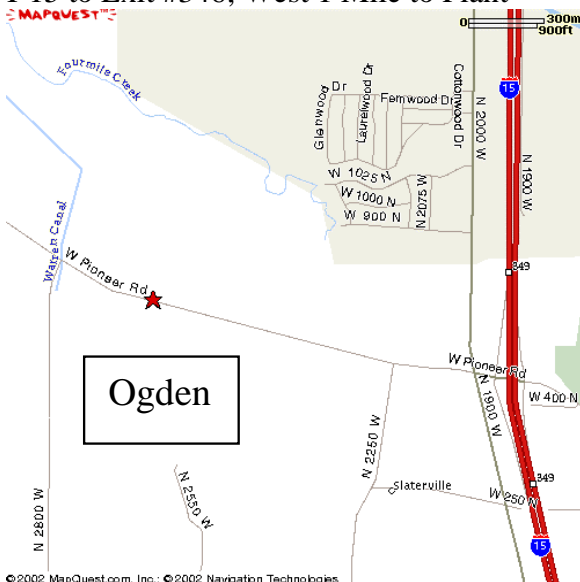 I-15 to Exit #348, West 1 Mile to Plant
MAPQUEST
0 300m
900ft
Fourmile Creek
Glenwood Dr
Laurelwood Dr
Fernwood Dr
Cottonwood Dr
N 2000 W
15
N 1900 W
W 1025 N
W 1000 N
W 900 N
N 2075 W
Warren Canal
W Pioneer Rd
349
Ogden
W Pioneer Rd
N 1900 W
W 400 N
N 2250 W
Slaterville
W 250 N
349
N 2800 W
N 2550 W
15
©2002 MapQuest.com, Inc.; ©2002 Navigation Technologies